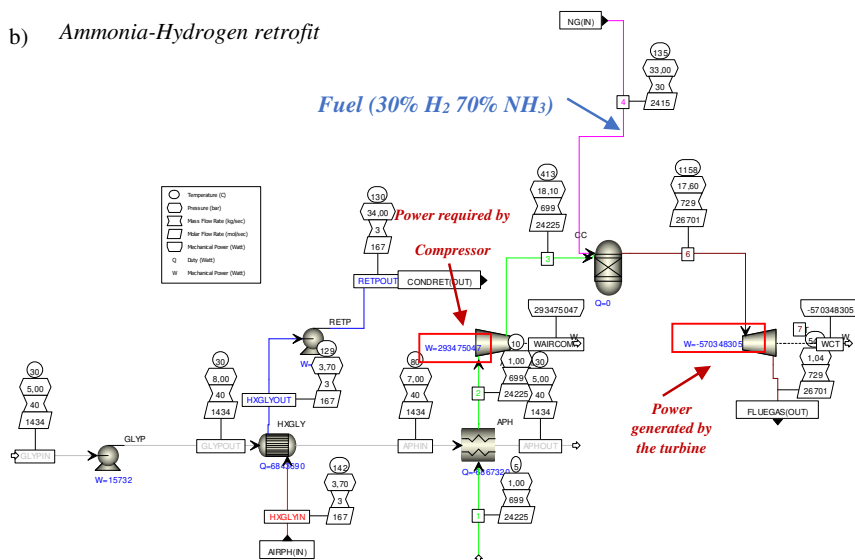 b) Ammonia-Hydrogen retrofit
NG(IN)
135
33,00
30
2415
4
Fuel (30% H2 70% NH3)
Temperature (C)
Pressure (bar)
Mass Flow Rate (kg/sec)
Molar Flow Rate (mol/sec)
Mechanical Power (Watt)
Q Duty (Watt)
W Mechanical Power (Watt)
130
34,00
3
167
RETPOUT
CONDRET(OUT)
Power required by
Compressor
413
18,10
699
24225
3
CC
Q=0
1158
17,60
729
26701
6
293475047
W=293475047
WAIRCOM
W
-570348305
W=-570348305
WCT
W
7
1,04
729
26701
FLUEGAS(OUT)
Power
generated by
the turbine
RETP
W=
129
3,70
3
167
HXGLYOUT
30
5,00
40
1434
GLYPIN
GLYP
W=15732
30
8,00
40
1434
GLYPOUT
HXGLY
Q=6843690
142
3,70
3
167
HXGLYIN
AIRPH(IN)
80
7,00
40
1434
APHIN
10
1,00
699
24225
2
30
5,00
40
1434
APHOUT
APH
5
1,00
699
24225
1